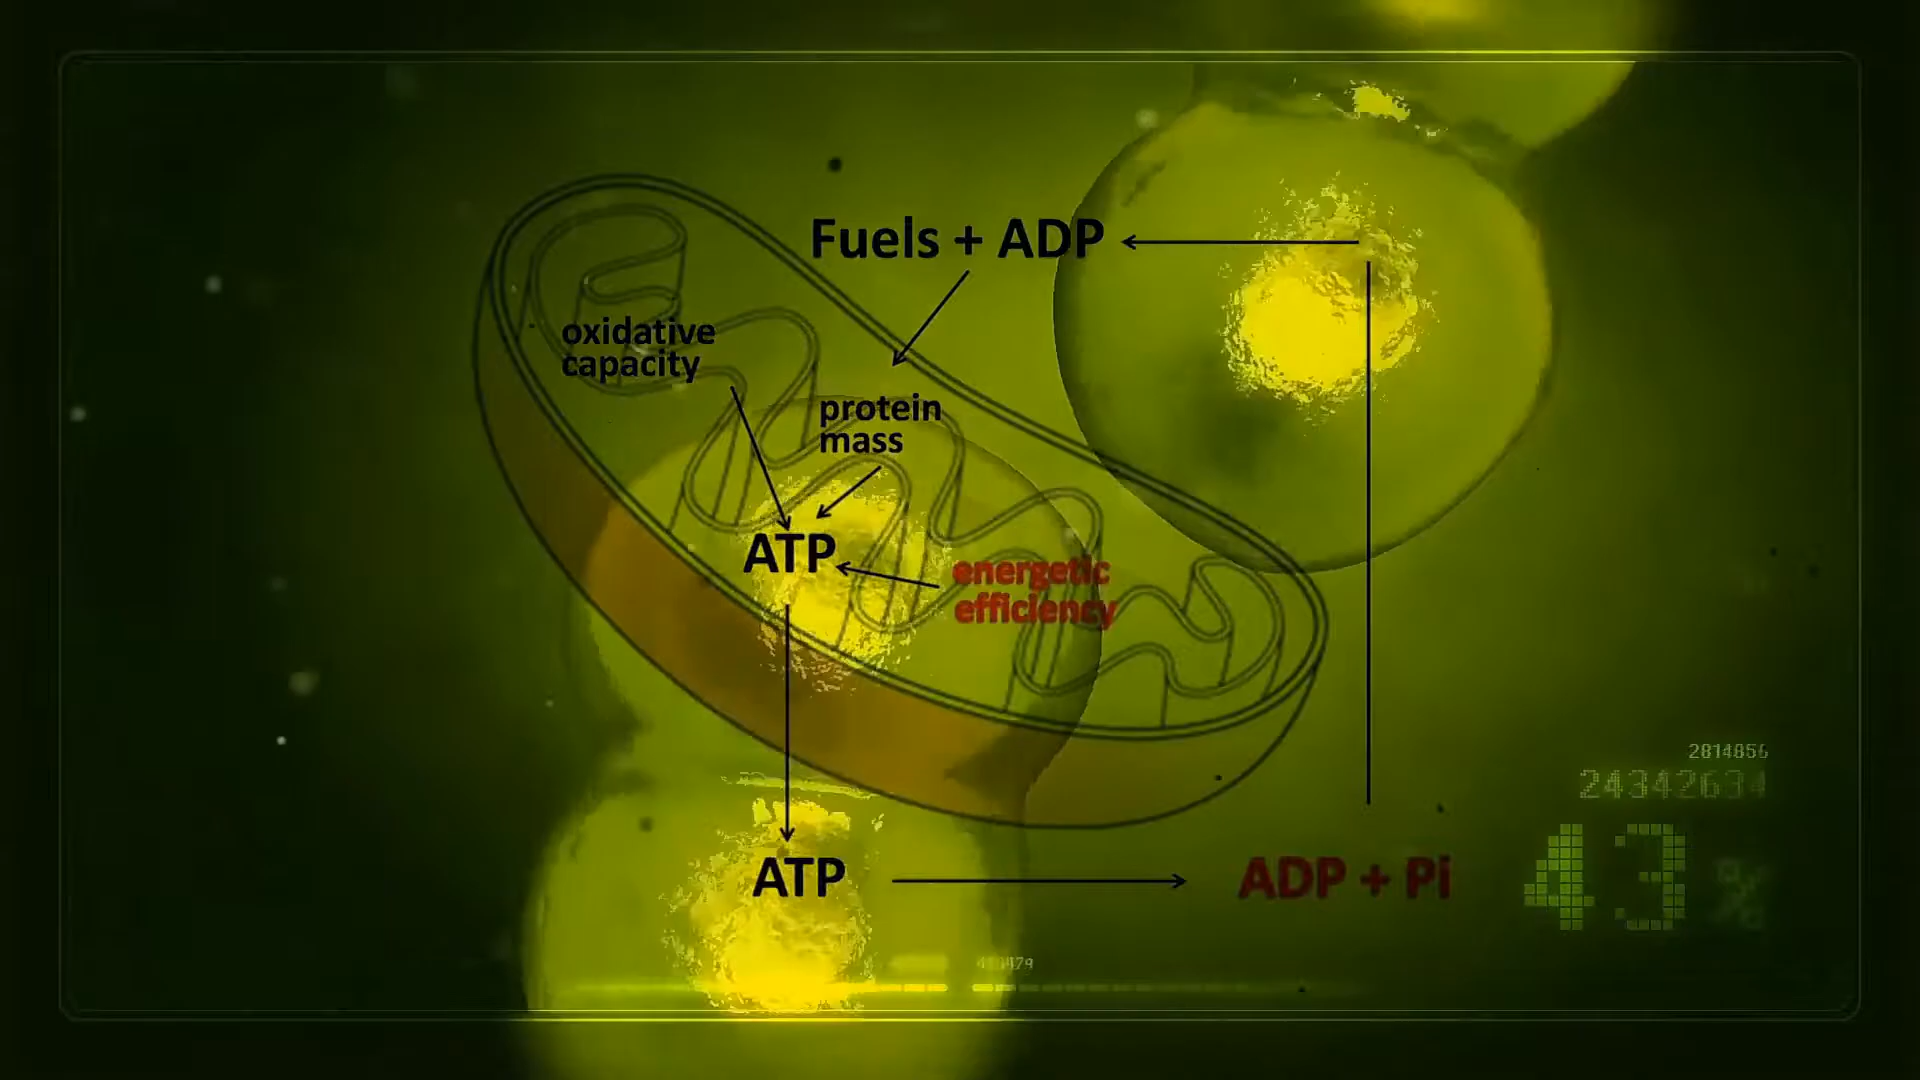 Fuels + ADP
oxidative
capacity
protein
mass
ATP
energetic
efficiency
2814856
24342634
43 %
ATP
ADP + Pi